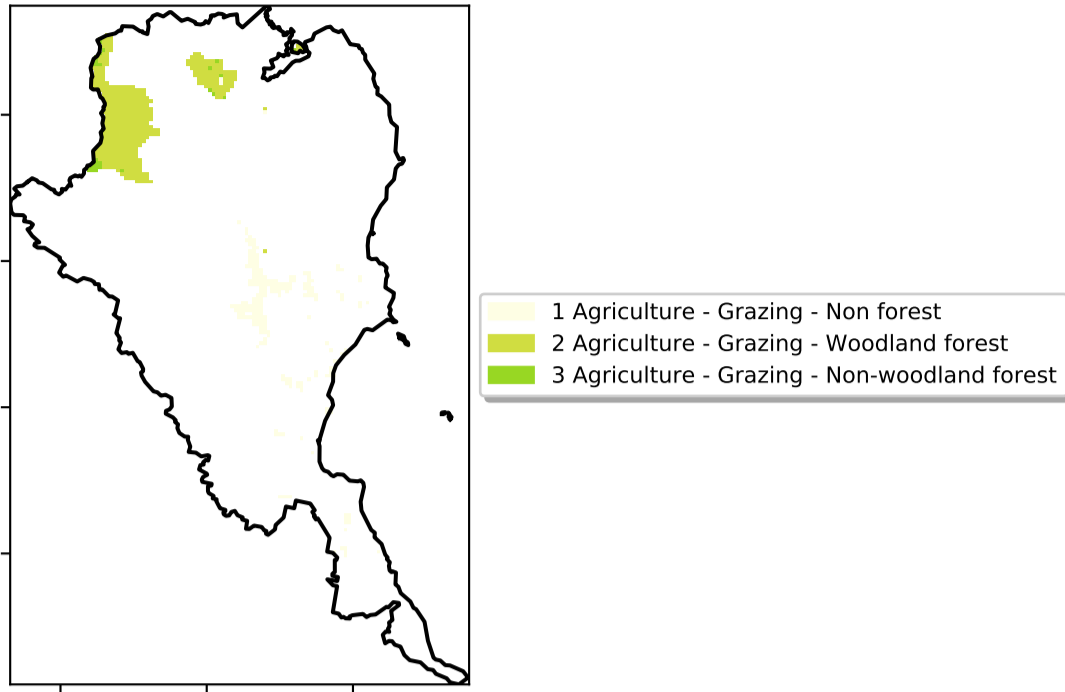 1 Agriculture - Grazing - Non forest
2 Agriculture - Grazing - Woodland forest
3 Agriculture - Grazing - Non-woodland forest